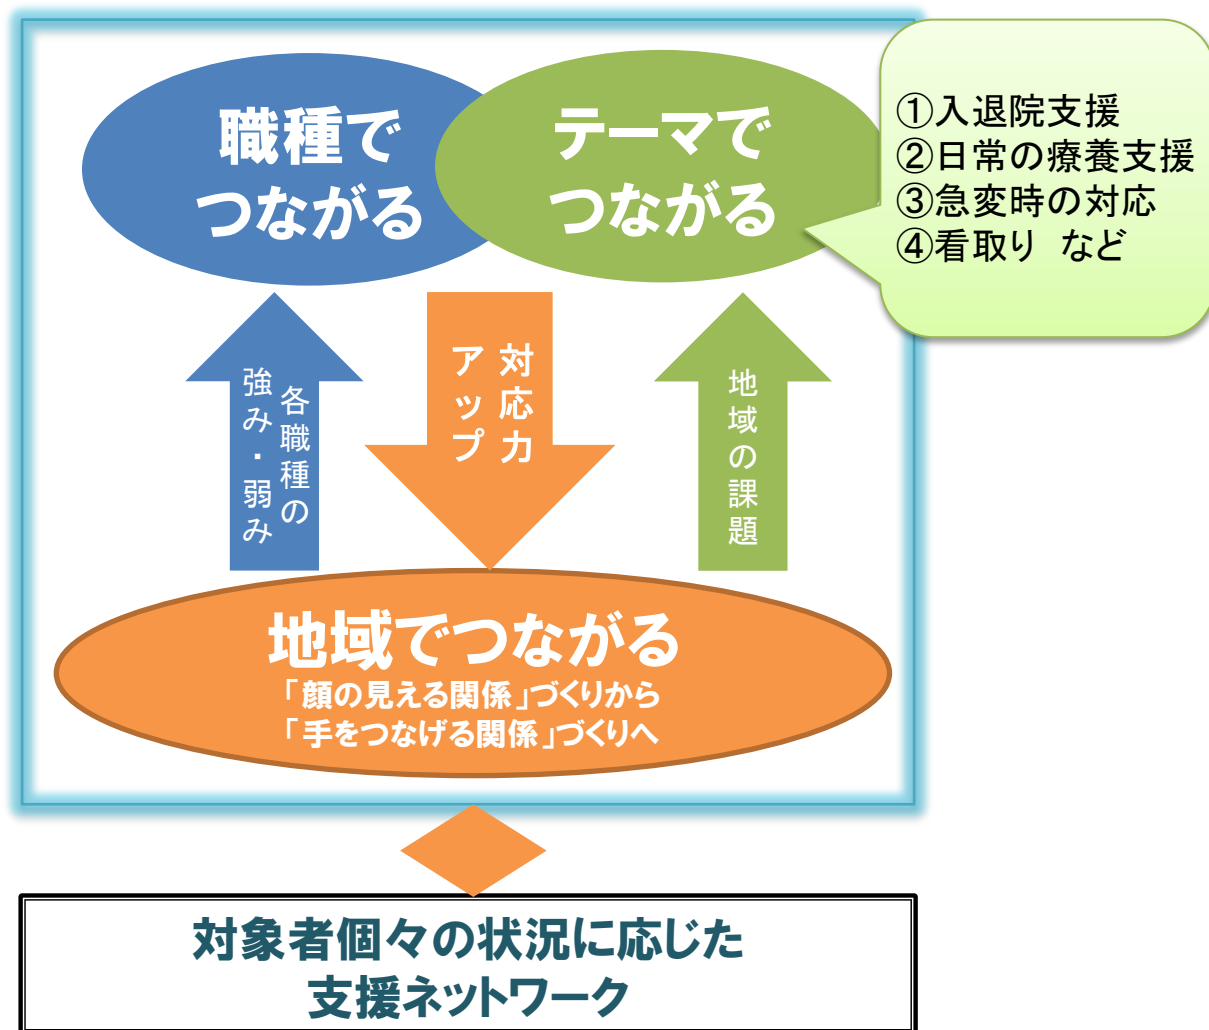 職種で
つながる
テーマで
つながる
①入退院支援
②日常の療養支援
③急変時の対応
④看取り など
各職種の
強み・弱み
対応力
アップ
地域の課題
地域でつながる
「顔の見える関係」づくりから
「手をつなげる関係」づくりへ
対象者個々の状況に応じた
支援ネットワーク